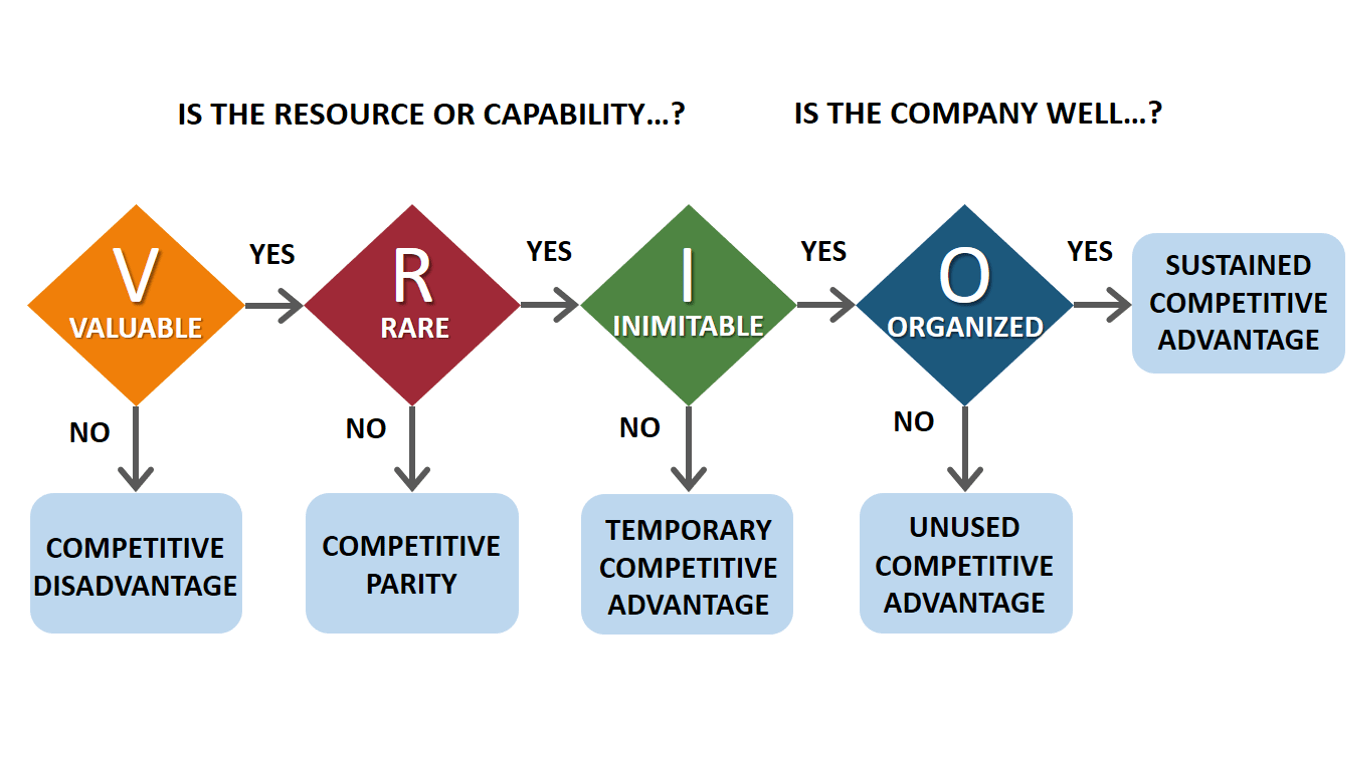 IS THE RESOURCE OR CAPABILITY...?
IS THE COMPANY WELL...?
V
VALUABLE
YES
R
RARE
YES
I
INIMITABLE
YES
O
ORGANIZED
YES
SUSTAINED
COMPETITIVE
ADVANTAGE
NO
NO
NO
NO
COMPETITIVE
DISADVANTAGE
COMPETITIVE
PARITY
TEMPORARY
COMPETITIVE
ADVANTAGE
UNUSED
COMPETITIVE
ADVANTAGE